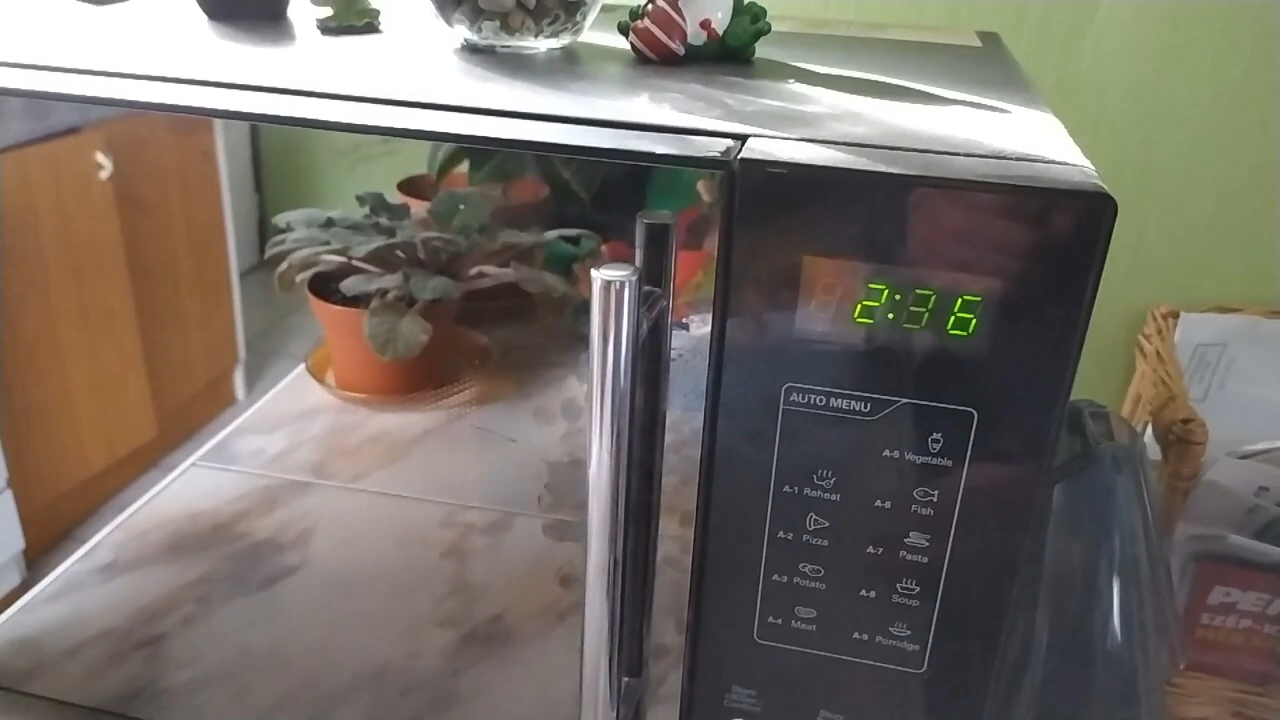 2:36
AUTO MENU
A-5 Vegetable
A-1 Reheat
A-6 Fish
A-2 Pizza
A-7 Pasta
A-3 Potato
A-8 Soup
A-4 Meat
A-9 Porridge
Start/